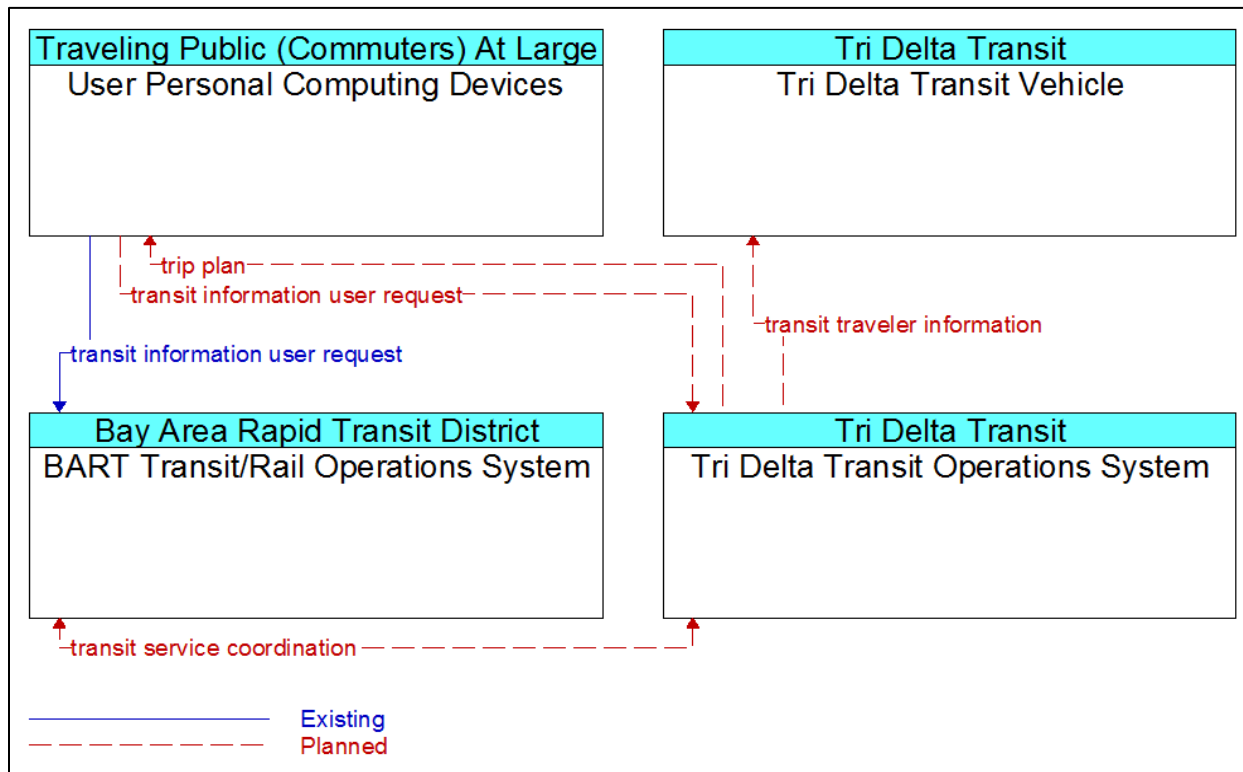 Traveling Public (Commuters) At Large
User Personal Computing Devices
Tri Delta Transit
Tri Delta Transit Vehicle
trip plan
transit information user request
transit traveler information
transit information user request
Bay Area Rapid Transit District
BART Transit/Rail Operations System
Tri Delta Transit
Tri Delta Transit Operations System
transit service coordination
Existing
Planned